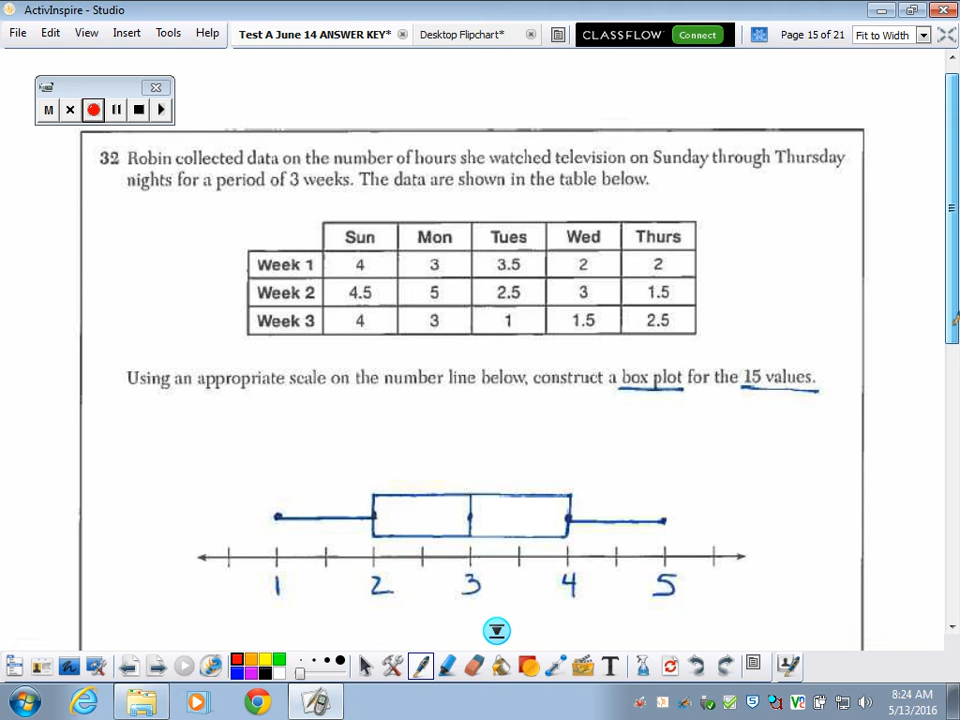 ActivInspire - Studio
File Edit View Insert Tools Help Test A June 14 ANSWER KEY* Desktop Flipchart* CLASSFLOW Connect Page 15 of 21 Fit to Width
M
32 Robin collected data on the number of hours she watched television on Sunday through Thursday
nights for a period of 3 weeks. The data are shown in the table below.
Sun Mon Tues Wed Thurs
Week 1 4 3 3.5 2 2
Week 2 4.5 5 2.5 3 1.5
Week 3 4 3 1 1.5 2.5
Using an appropriate scale on the number line below, construct a box plot for the 15 values.
1 2 3 4 5
T
8:24 AM
5/13/2016